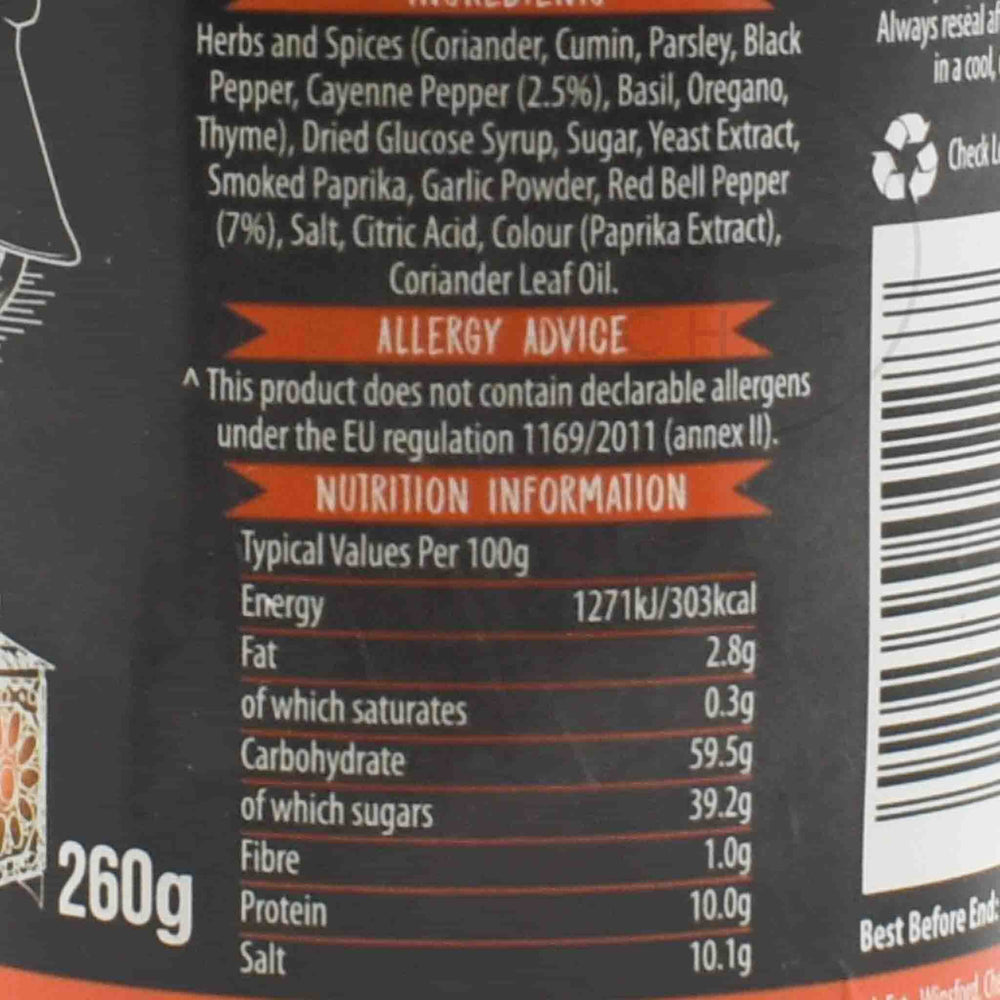 INGREDIENTS
Herbs and Spices (Coriander, Cumin, Parsley, Black
Pepper, Cayenne Pepper (2.5%), Basil, Oregano,
Thyme), Dried Glucose Syrup, Sugar, Yeast Extract,
Smoked Paprika, Garlic Powder, Red Bell Pepper
(7%), Salt, Citric Acid, Colour (Paprika Extract),
Coriander Leaf Oil.
ALLERGY ADVICE
^ This product does not contain declarable allergens
under the EU regulation 1169/2011 (annex II).
NUTRITION INFORMATION
Typical Values Per 100g
Energy 1271kJ/303kcal
Fat 2.8g
of which saturates 0.3g
Carbohydrate 59.5g
of which sugars 39.2g
Fibre 1.0g
Protein 10.0g
Salt 10.1g
260g
Always reseal
in a cool,
Check
Best Before End:
Winsford,